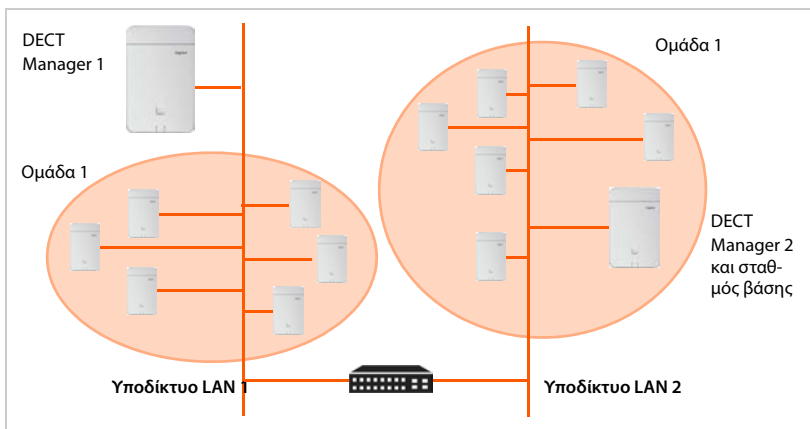 DECT
Manager 1
Ομάδα 1
Ομάδα 1
DECT
Manager 2
και σταθ-
μός βάσης
Υποδίκτυο LAN 1
Υποδίκτυο LAN 2